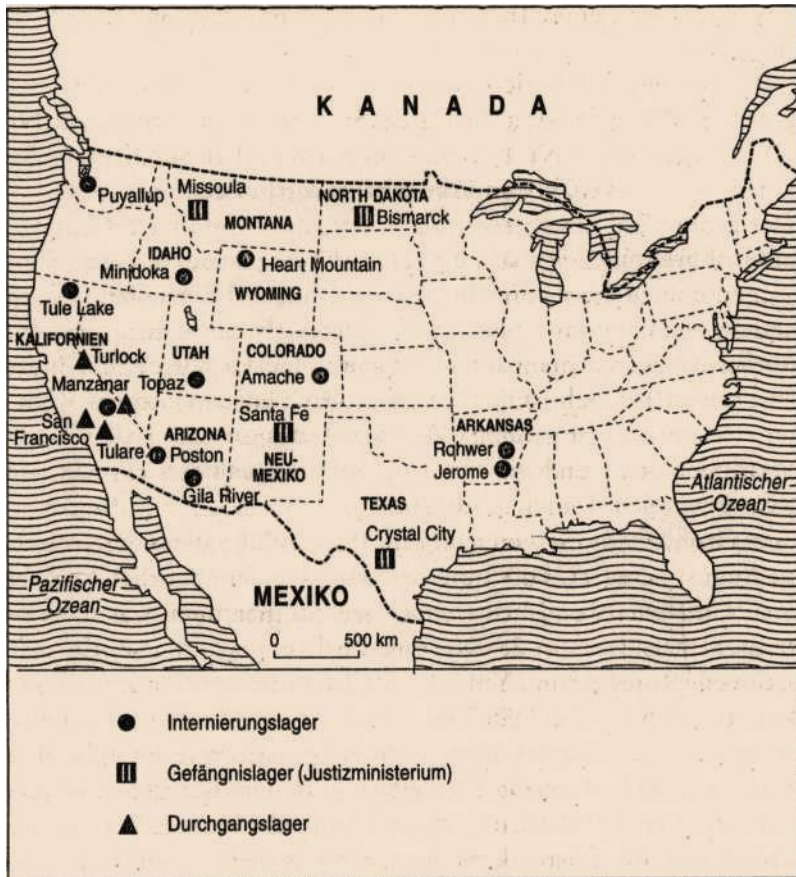 KANADA
Puyallup
Missoula
MONTANA
NORTH DAKOTA
Bismarck
IDAHO
Minidoka
Heart Mountain
WYOMING
Tule Lake
KALIFORNIEN
Turlock
UTAH
COLORADO
Manzanar
Topaz
Amache
San
Francisco
Tulare
ARIZONA
Poston
Santa Fe
NEU-
MEXIKO
Gila River
ARKANSAS
Rohwer
Jerome
TEXAS
Crystal City
Atlantischer
Ozean
Pazifischer
Ozean
MEXIKO
0 500 km
Internierungslager
Gefängnislager (Justizministerium)
Durchgangslager